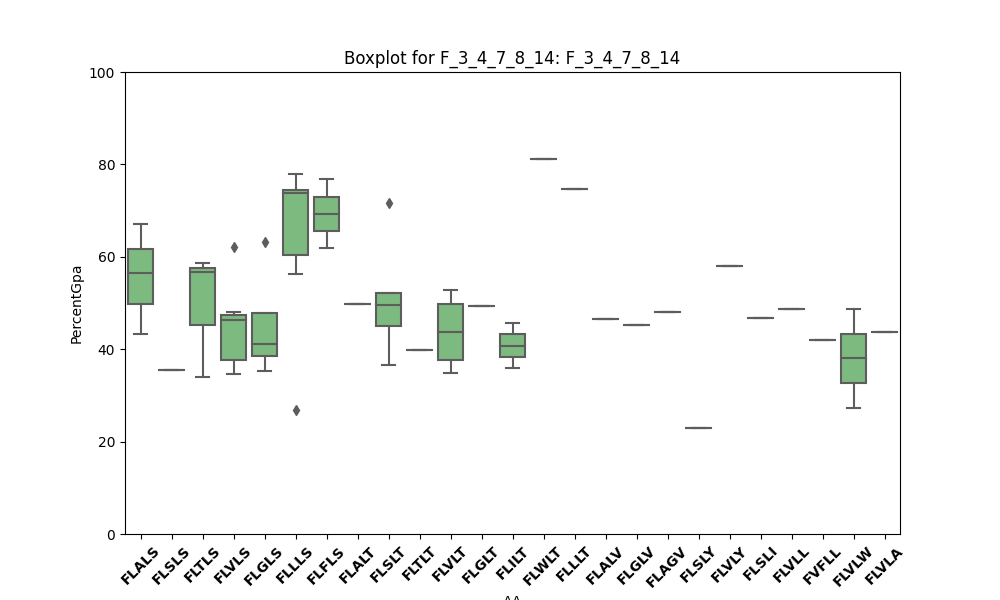 Boxplot for F_3_4_7_8_14: F_3_4_7_8_14
PercentGpa
100
80
60
40
20
0
FLALS
FLSLS
FLTLS
FLVLS
FLGLS
FLLLS
FLFLS
FLALT
FLSLT
FLTLT
FLVLT
FLGLT
FLILT
FLWLT
FLLLT
FLALV
FLGLV
FLAGV
FLSLY
FLVLY
FLSLI
FLVLL
FVFLL
FLVLW
FLVLA
AA